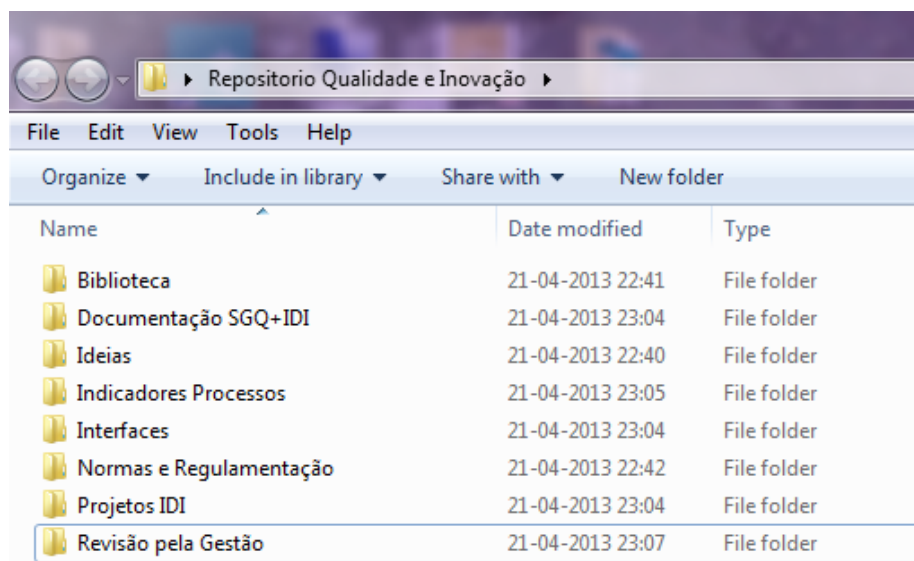 Repositorio Qualidade e Inovação
File Edit View Tools Help
Organize Include in library Share with New folder
Name Date modified Type
Biblioteca 21-04-2013 22:41 File folder
Documentação SGQ+IDI 21-04-2013 23:04 File folder
Ideias 21-04-2013 22:40 File folder
Indicadores Processos 21-04-2013 23:05 File folder
Interfaces 21-04-2013 23:04 File folder
Normas e Regulamentação 21-04-2013 22:42 File folder
Projetos IDI 21-04-2013 23:04 File folder
Revisão pela Gestão 21-04-2013 23:07 File folder